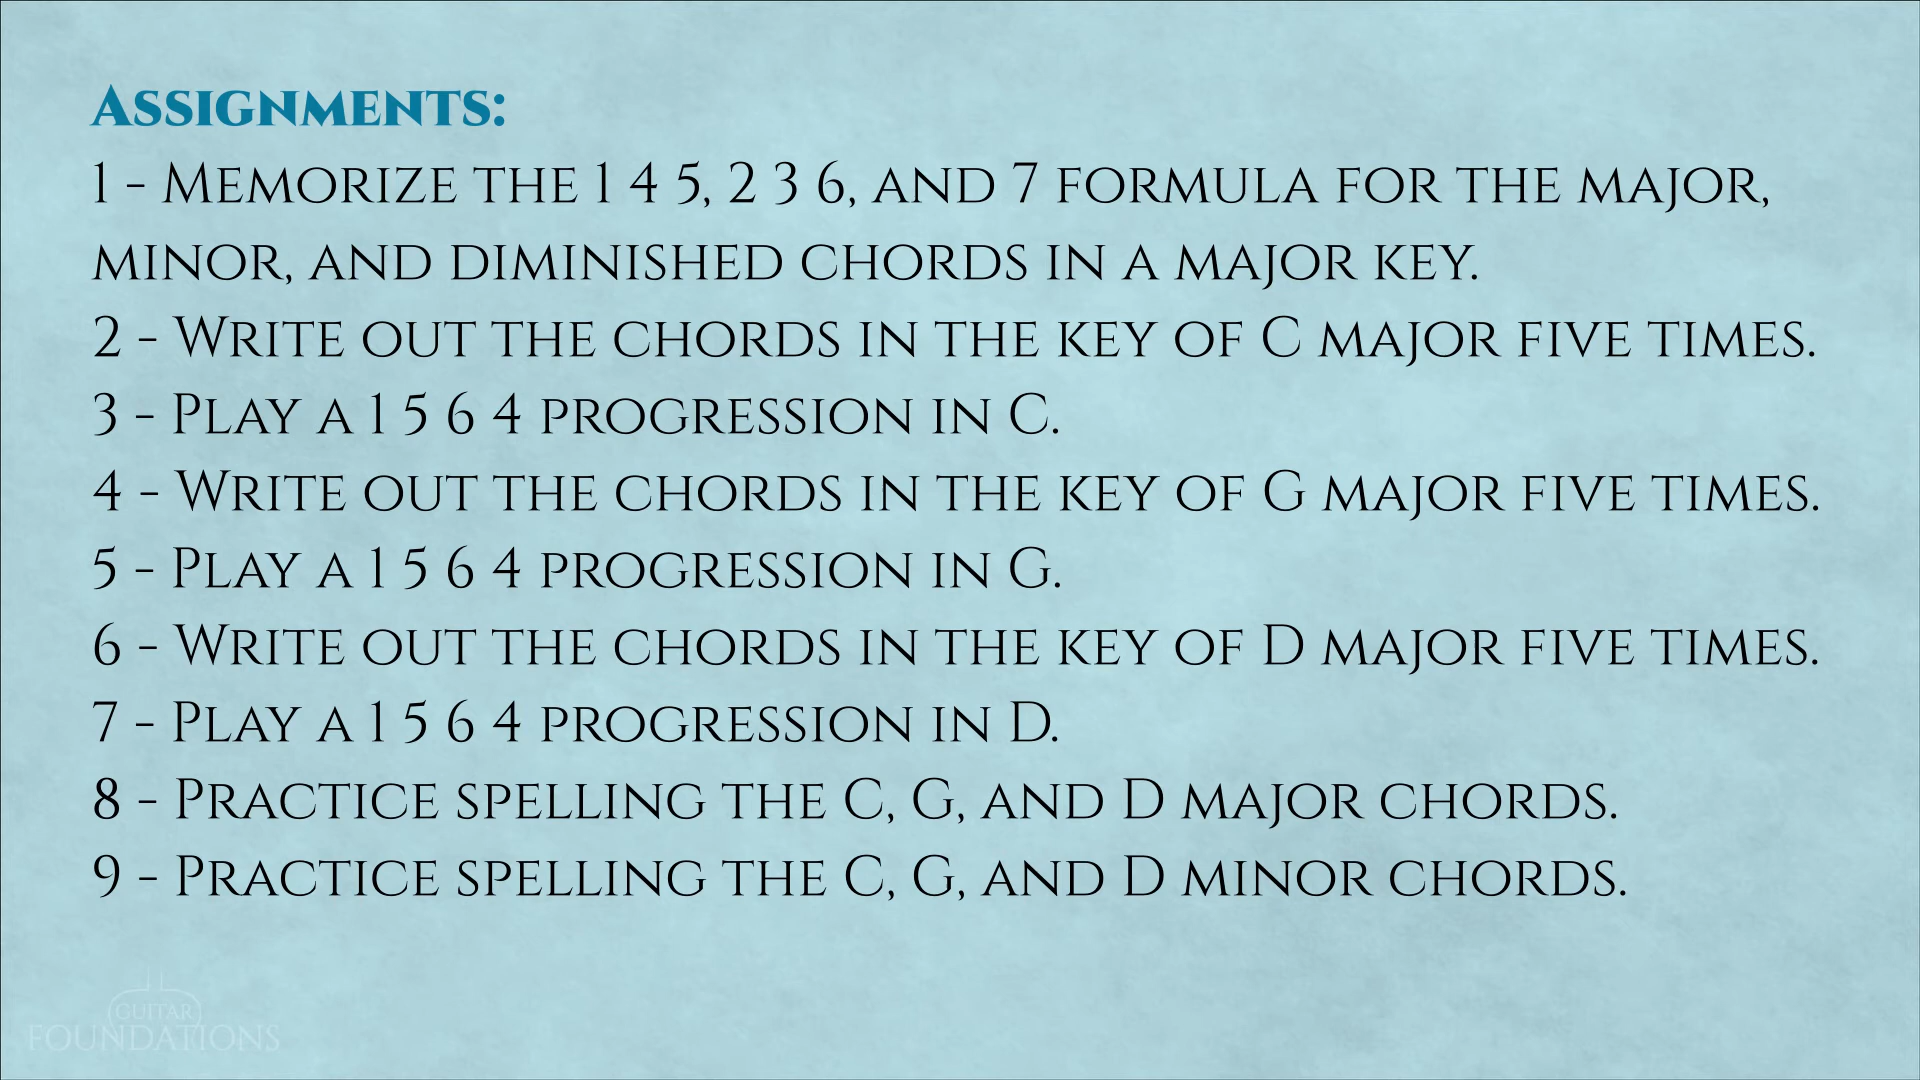 Assignments:
1 - Memorize the 1 4 5, 2 3 6, and 7 formula for the major,
minor, and diminished chords in a major key.
2 - Write out the chords in the key of C major five times.
3 - Play a 1 5 6 4 progression in C.
4 - Write out the chords in the key of G major five times.
5 - Play a 1 5 6 4 progression in G.
6 - Write out the chords in the key of D major five times.
7 - Play a 1 5 6 4 progression in D.
8 - Practice spelling the C, G, and D major chords.
9 - Practice spelling the C, G, and D minor chords.
GUITAR
FOUNDATIONS